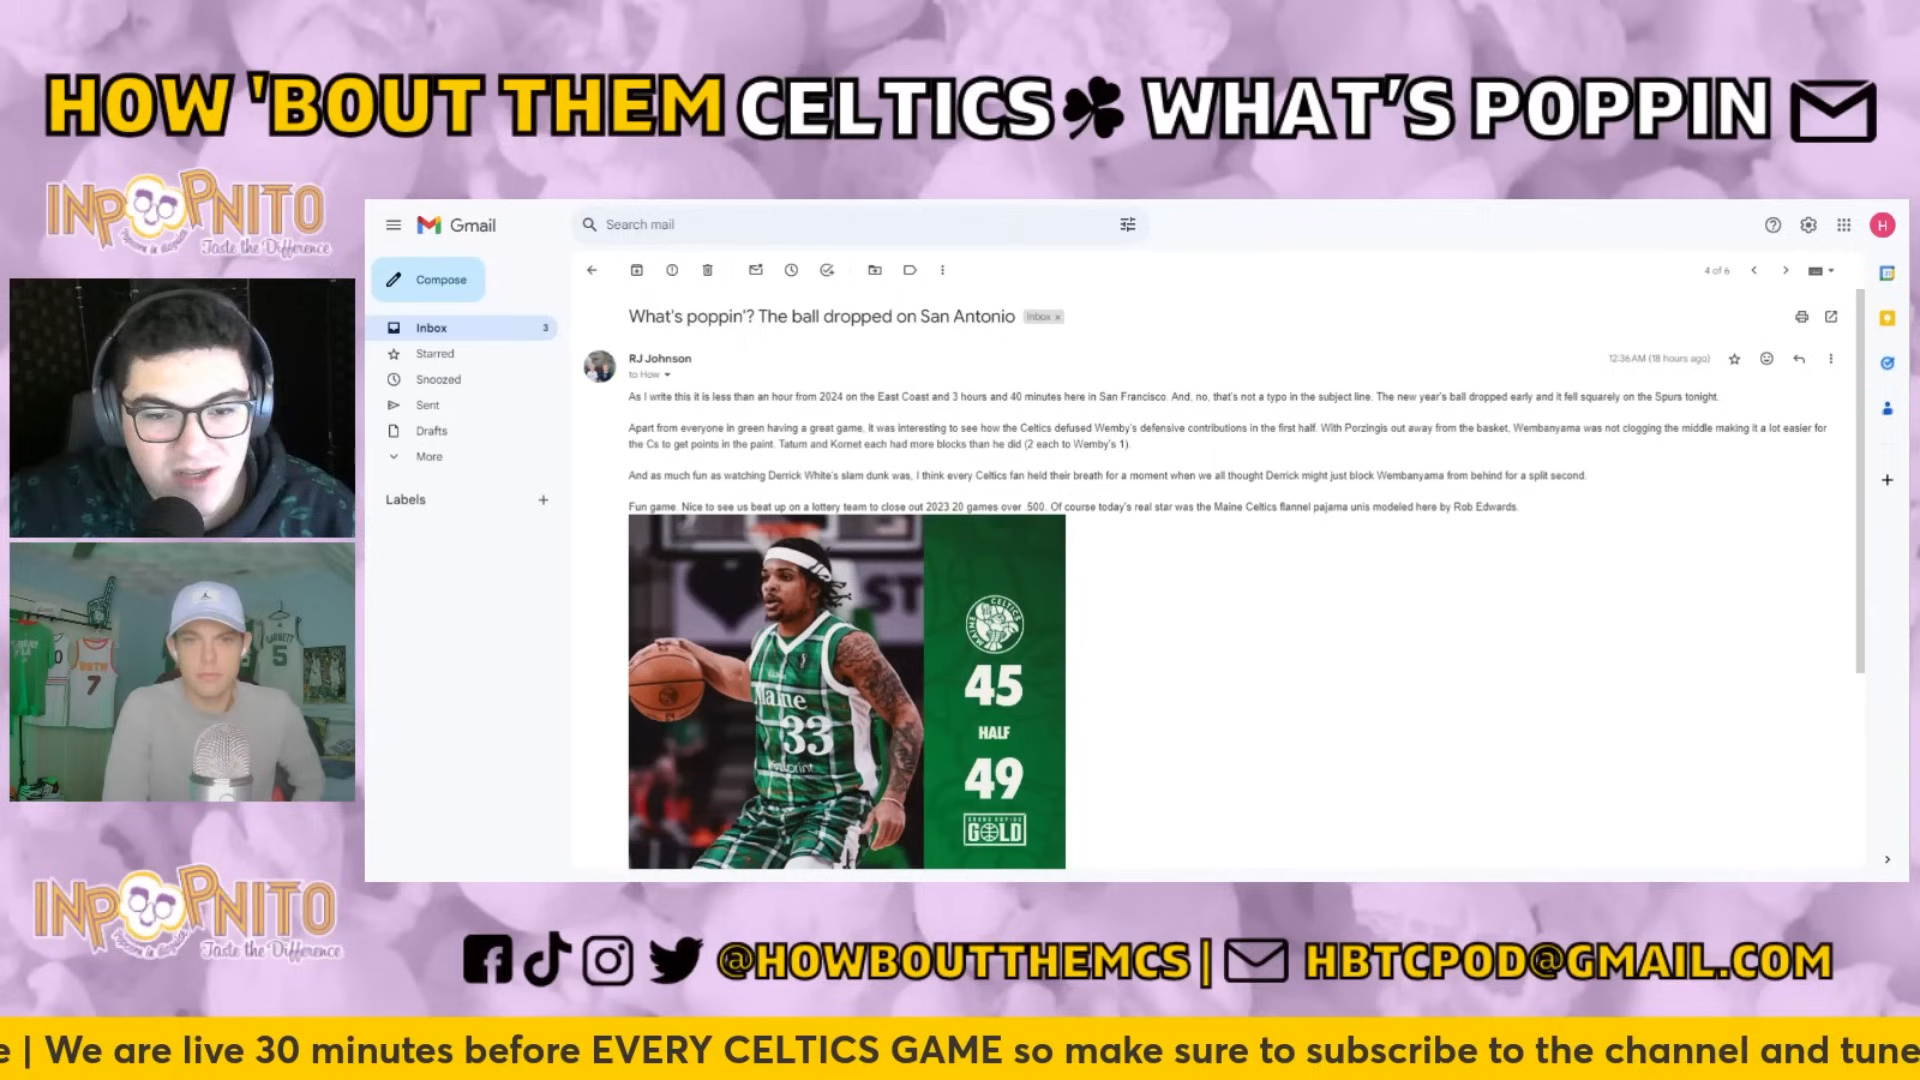 HOW 'BOUT THEM CELTICS WHAT'S POPPIN
INPOPNITO
Taste the Difference
Gmail
Search mail
H
Compose
4 of 6
Inbox 3
Starred
Snoozed
Sent
Drafts
More
Labels
What's poppin'? The ball dropped on San Antonio Inbox x
RJ Johnson
12:36AM (18 hours ago)
to How
As I write this it is less than an hour from 2024 on the East Coast and 3 hours and 40 minutes here in San Francisco. And, no, that's not a typo in the subject line. The new year's ball dropped early and it fell squarely on the Spurs tonight.
Apart from everyone in green having a great game, it was interesting to see how the Celtics defused Wemby's defensive contributions in the first half. With Porzingis out away from the basket, Wembanyama was not clogging the middle making it a lot easier for
the Cs to get points in the paint. Tatum and Kornet each had more blocks than he did (2 each to Wemby's 1).
And as much fun as watching Derrick White's slam dunk was, I think every Celtics fan held their breath for a moment when we all thought Derrick might just block Wembanyama from behind for a split second.
Fun game. Nice to see us beat up on a lottery team to close out 2023 20 games over .500. Of course today's real star was the Maine Celtics flannel pajama unis modeled here by Rob Edwards.
ST
Maine
33
CELTICS
MAINE
45
HALF
49
GRAND RAPIDS
GOLD
7
GARNETT
5
INPOPNITO
Taste the Difference
@HOWBOUTTHEMCS | HBTCPOD@GMAIL.COM
e | We are live 30 minutes before EVERY CELTICS GAME so make sure to subscribe to the channel and tune